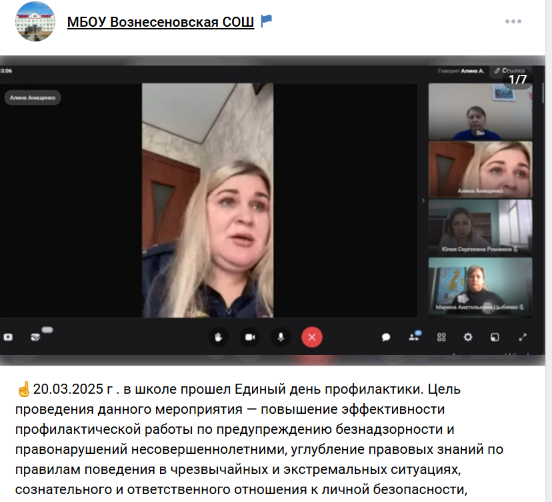 МБОУ Вознесеновская СОШ
3:06
Говорит Алина А.
Ссылка
1/7
Алина Анищенко
Алина Анищенко
Юлия Сергеевна Романюк
Марина Анатольевна Цыбенко
☝20.03.2025 г . в школе прошел Единый день профилактики. Цель
проведения данного мероприятия — повышение эффективности
профилактической работы по предупреждению безнадзорности и
правонарушений несовершеннолетними, углубление правовых знаний по
правилам поведения в чрезвычайных и экстремальных ситуациях,
сознательного и ответственного отношения к личной безопасности,